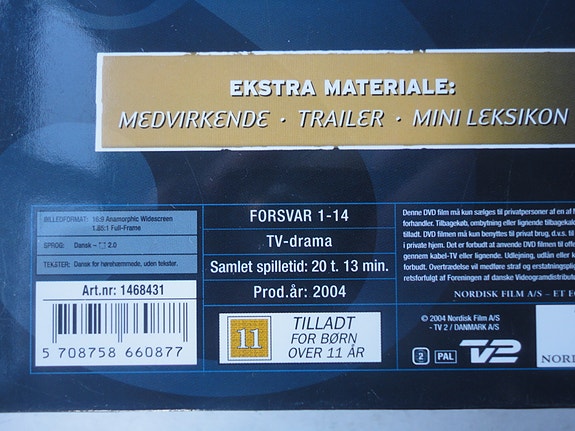 EKSTRA MATERIALE:
MEDVIRKENDE · TRAILER · MINI LEKSIKON
BILLEDFORMAT: 16:9 Anamorphic Widescreen
1.85:1 Full-Frame
SPROG: Dansk – 2.0
TEKSTER: Dansk for hørehæmmede, uden tekster.
Art.nr: 1468431
5 708758 660877
FORSVAR 1-14
TV-drama
Samlet spilletid: 20 t. 13 min.
Prod.år: 2004
11
TILLADT
FOR BØRN
OVER 11 ÅR
Denne DVD film må kun sælges til privatpersoner af en af
forhandler. Tilbagekøb, ombytning eller lignende tilbagekøb
tilladt. DVD filmen må kun benyttes til privat brug, d.v.s. til
i private hjem. Det er forbudt at anvende DVD filmen til
gennem kabel-TV eller lignende. Udlejning, udlån eller
forbudt. Overtrædelse vil medføre straf og erstatningsplig
retsforfulgt af Foreningen af danske Videogramdistribut
NORDISK FILM A/S – ET
© 2004 Nordisk Film A/S
- TV 2 / DANMARK A/S
2 PAL TV2
NORD